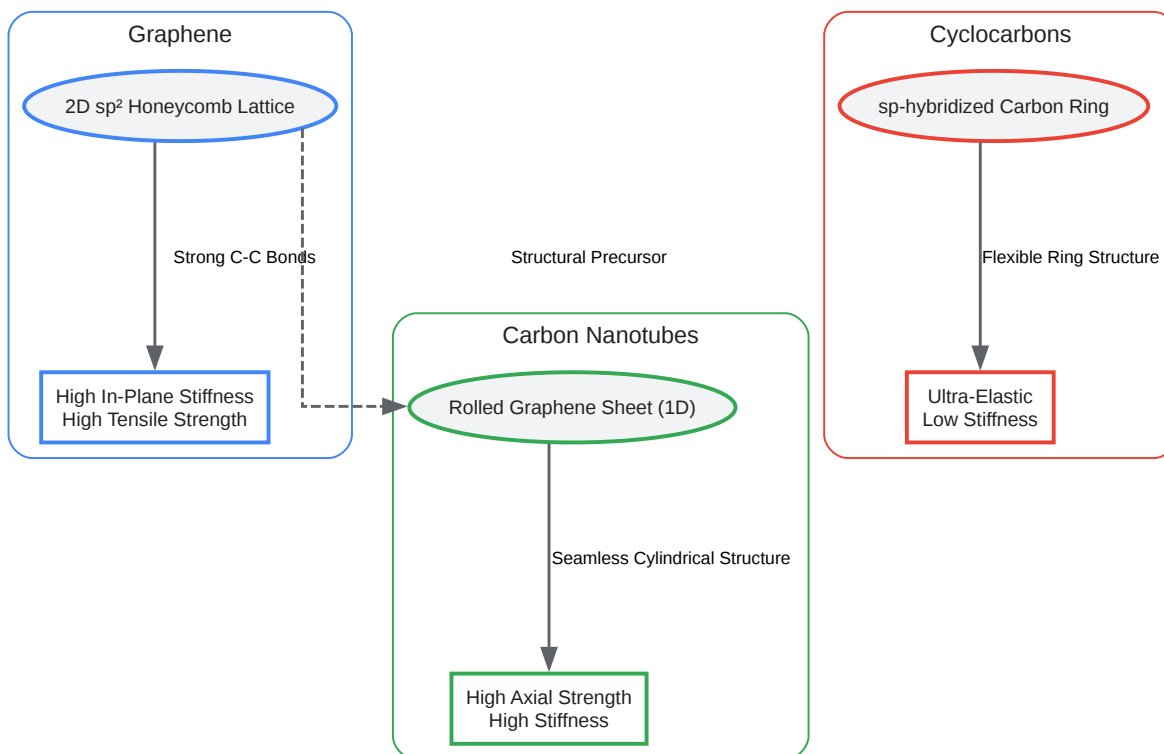 Graphene
2D sp² Honeycomb Lattice
Strong C-C Bonds
High In-Plane Stiffness
High Tensile Strength
Structural Precursor
Carbon Nanotubes
Rolled Graphene Sheet (1D)
Seamless Cylindrical Structure
High Axial Strength
High Stiffness
Cyclocarbons
sp-hybridized Carbon Ring
Flexible Ring Structure
Ultra-Elastic
Low Stiffness